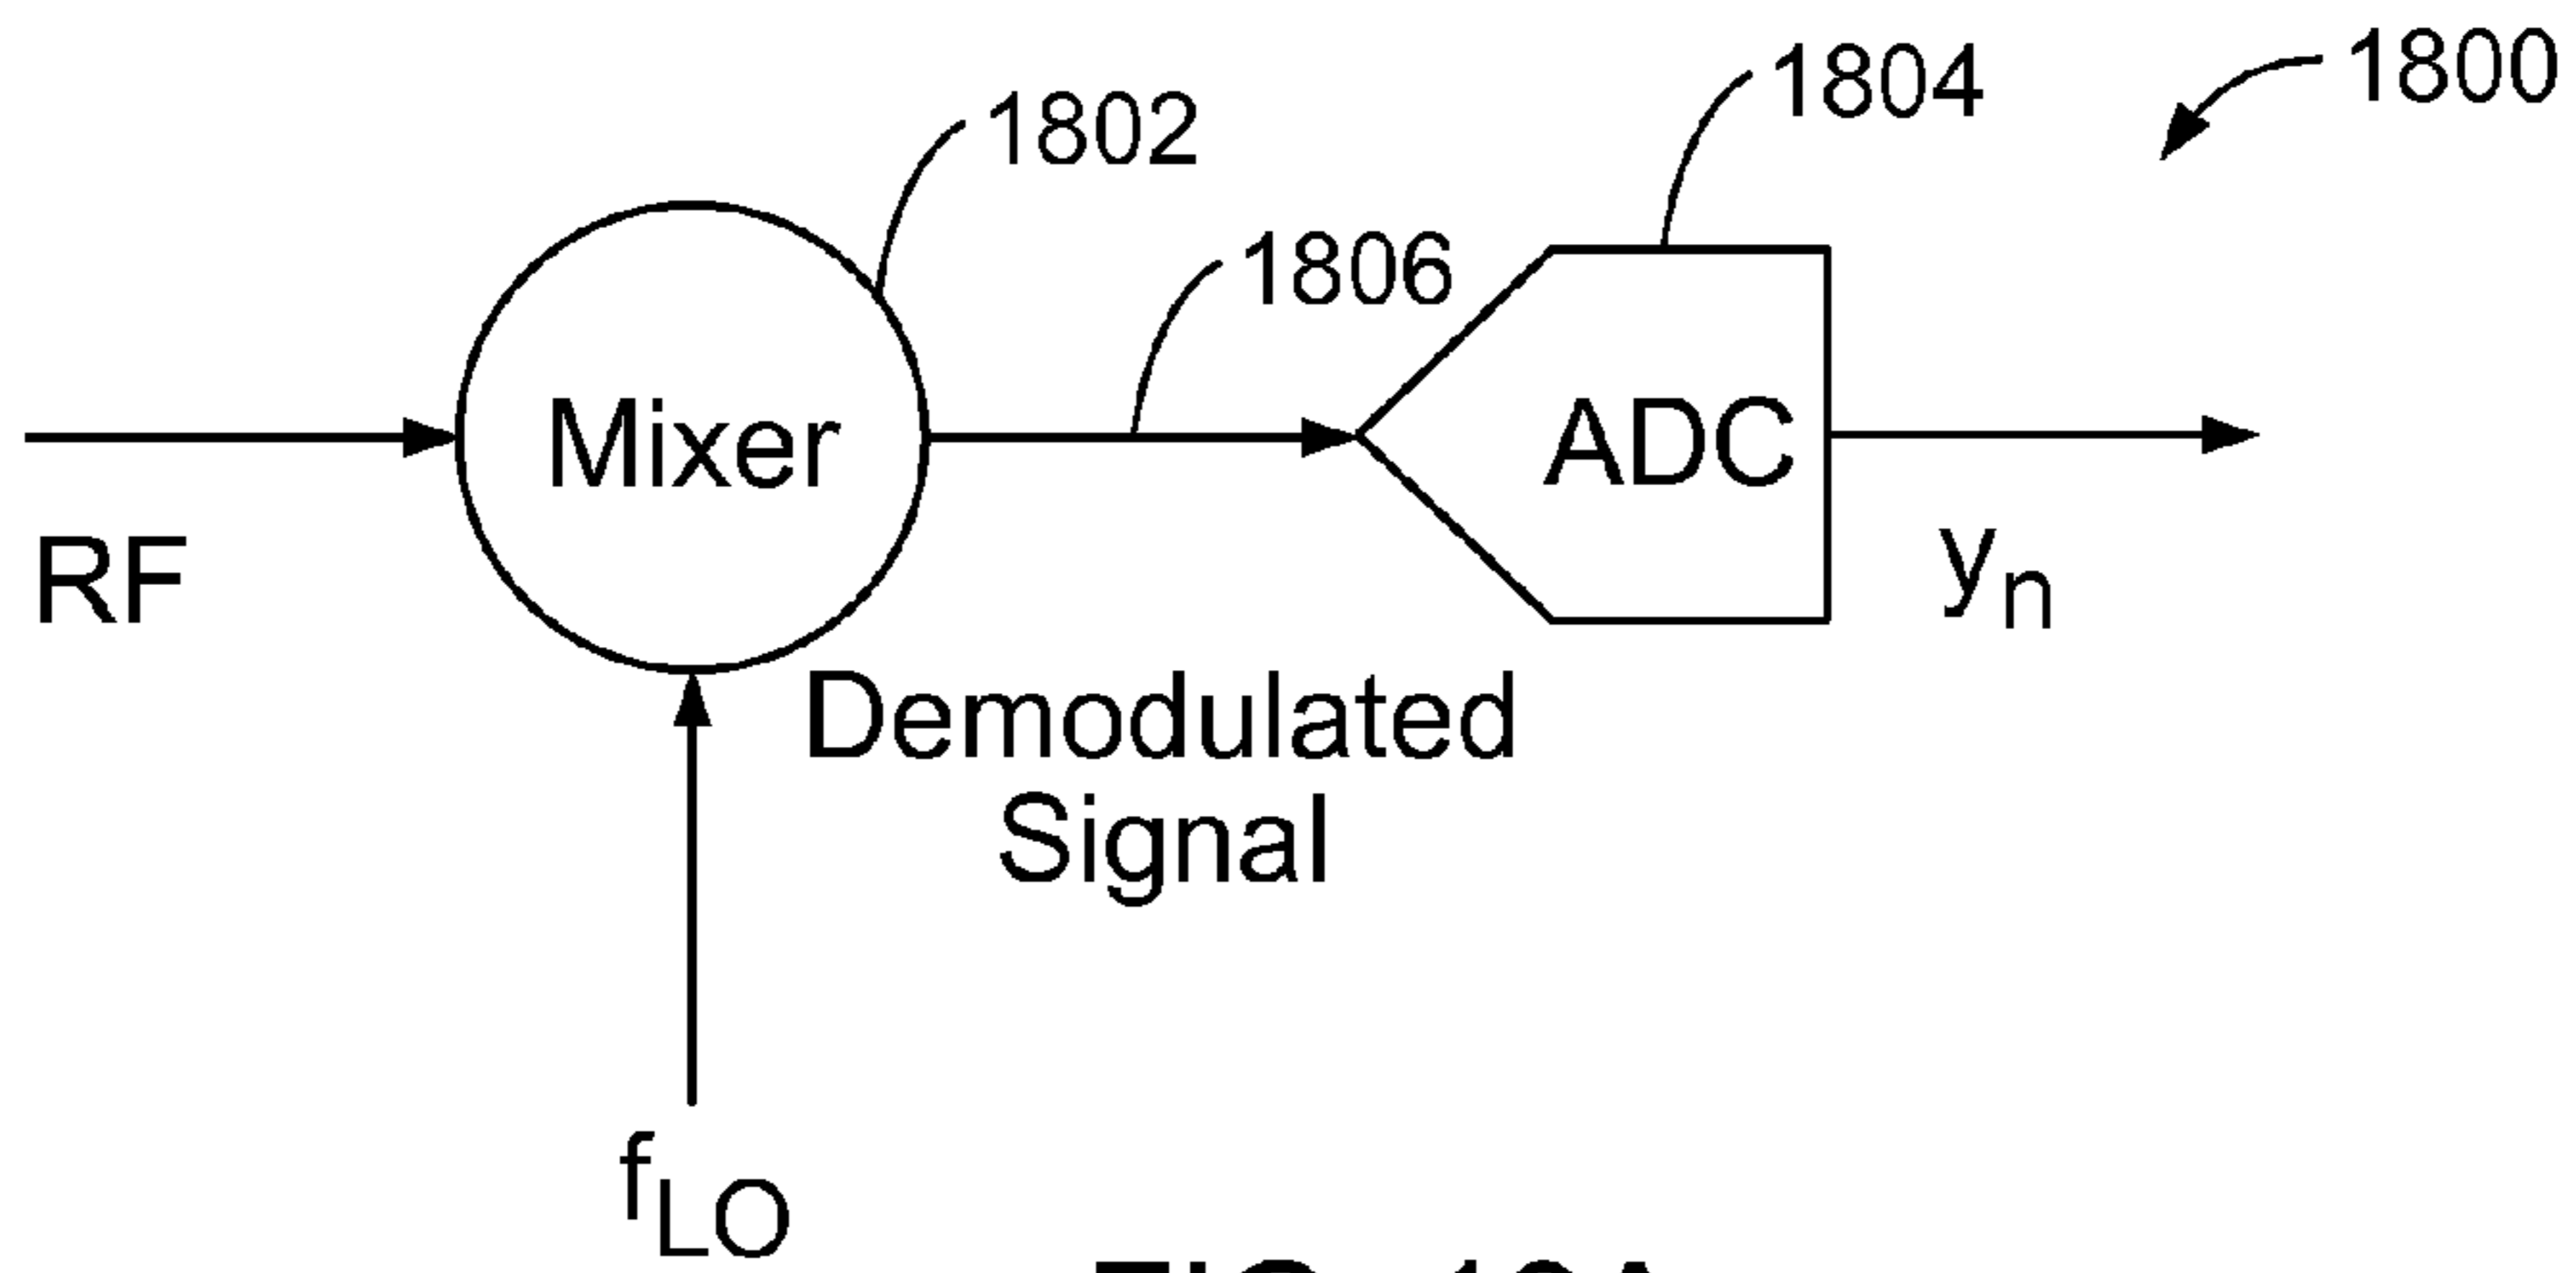 1800
1804
1802
1806
Mixer
ADC
RF
yn
Demodulated
Signal
fLO